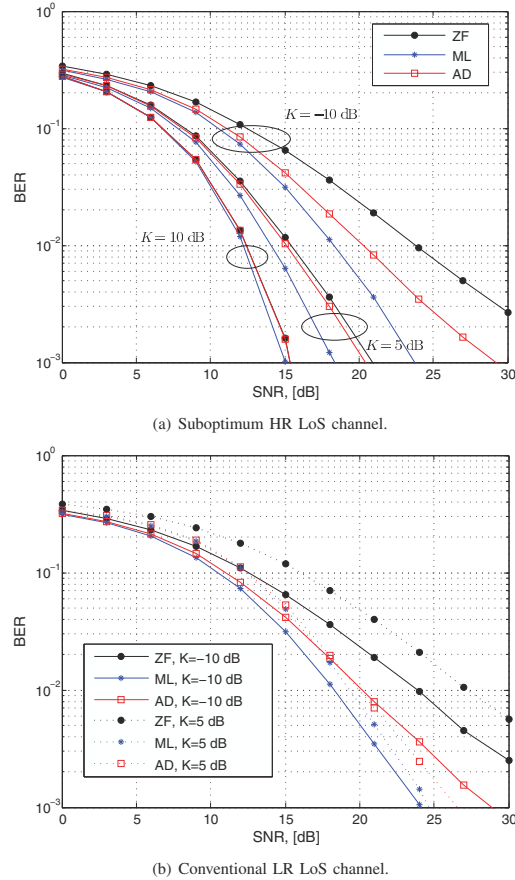 10^0
ZF
ML
AD
K = −10 dB
10^-1
BER
K = 10 dB
10^-2
K = 5 dB
10^-3
0 5 10 15 20 25 30
SNR, [dB]
(a) Suboptimum HR LoS channel.
10^0
10^-1
BER
ZF, K=−10 dB
ML, K=−10 dB
AD, K=−10 dB
ZF, K=5 dB
ML, K=5 dB
AD, K=5 dB
10^-2
10^-3
0 5 10 15 20 25 30
SNR, [dB]
(b) Conventional LR LoS channel.